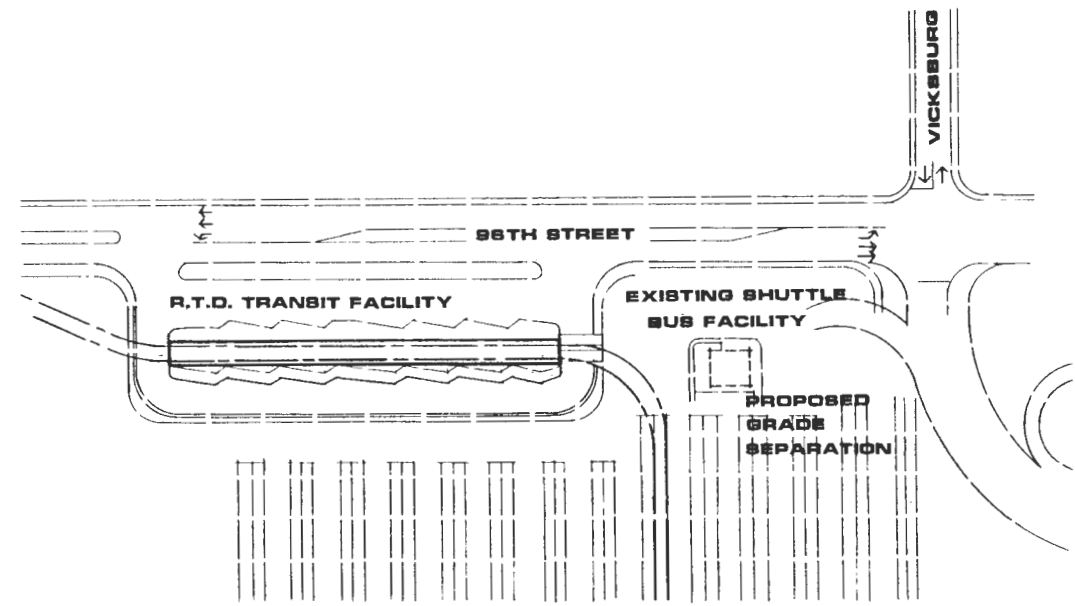 VICKSBURG
96TH STREET
R.T.D. TRANSIT FACILITY
EXISTING SHUTTLE
BUS FACILITY
PROPOSED
GRADE
SEPARATION